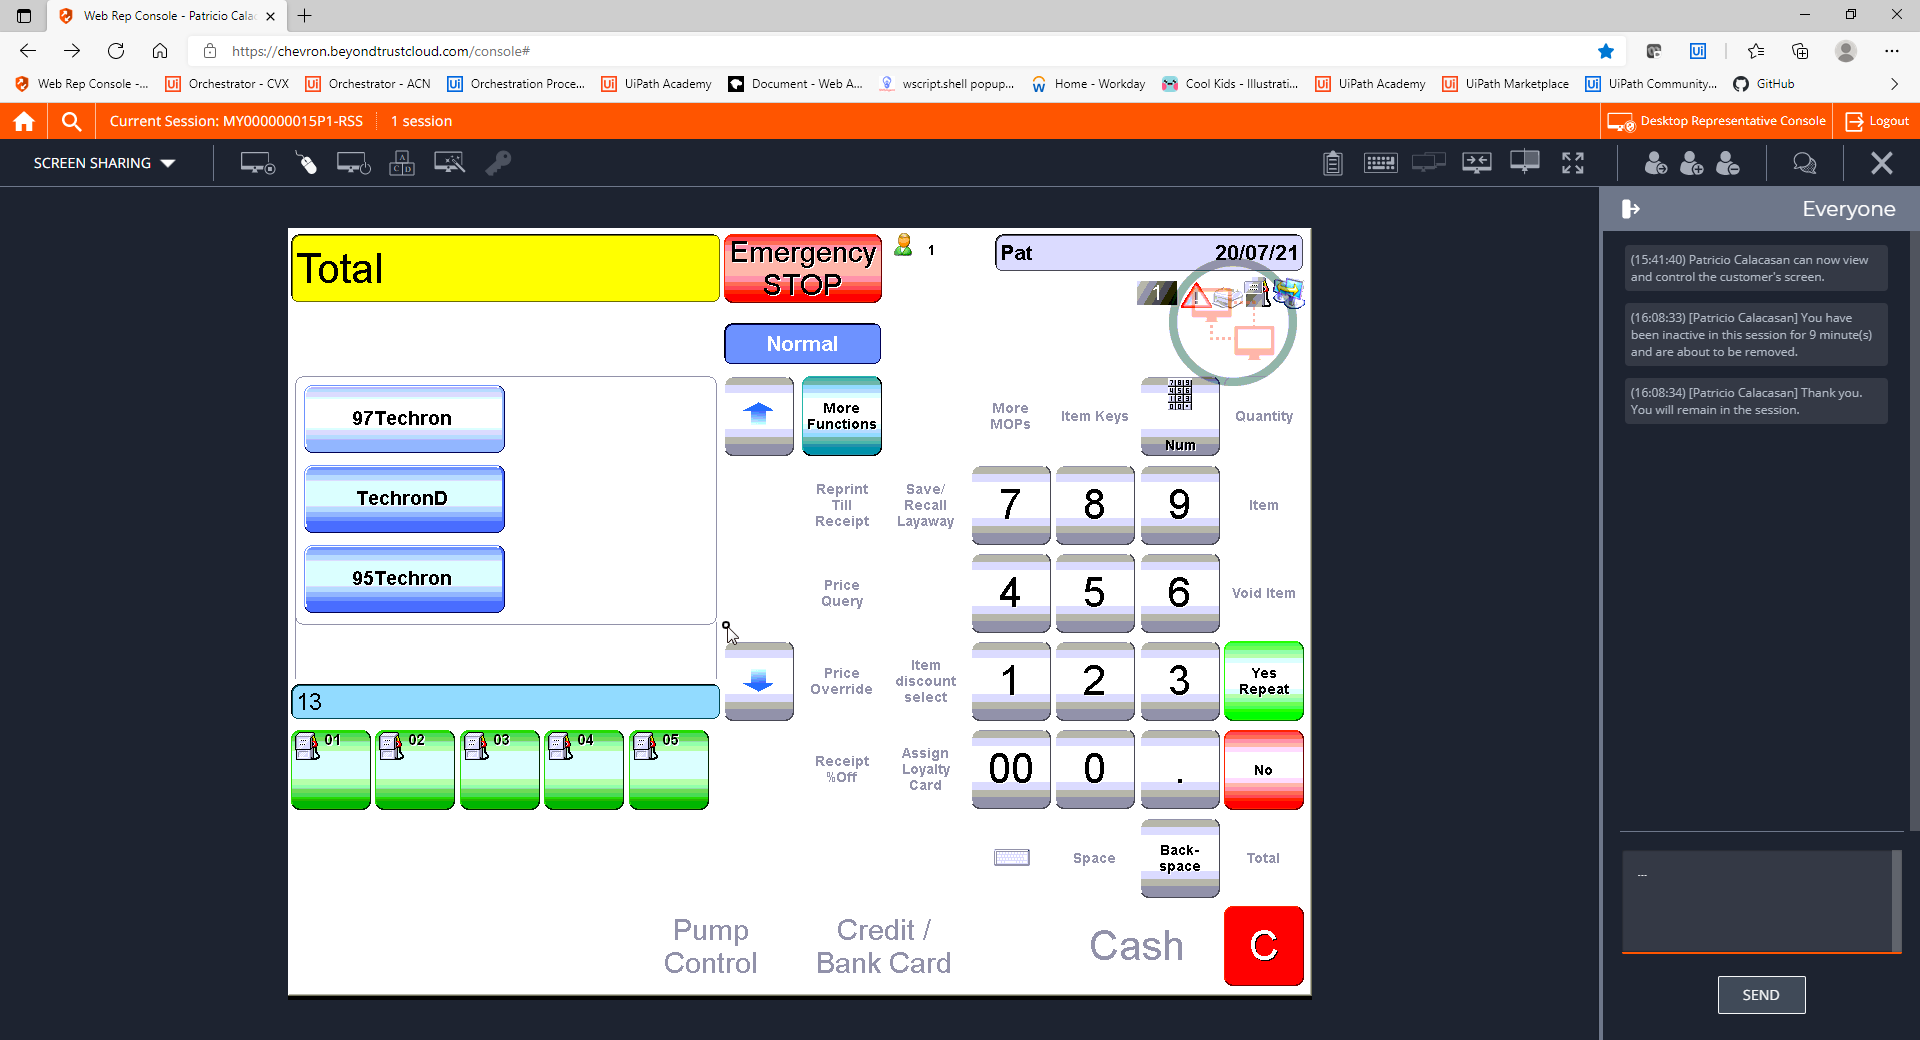 Web Rep Console - Patricio Cala
https://chevron.beyondtrustcloud.com/console#
Web Rep Console -...
Orchestrator - CVX
Orchestrator - ACN
Orchestration Proce...
UiPath Academy
Document - Web A...
wscript.shell popup...
Home - Workday
Cool Kids - Illustrati...
UiPath Academy
UiPath Marketplace
UiPath Community...
GitHub
Current Session: MY000000015P1-RSS
1 session
Desktop Representative Console
Logout
SCREEN SHARING
Everyone
(15:41:40) Patricio Calacasan can now view
and control the customer's screen.
(16:08:33) [Patricio Calacasan] You have
been inactive in this session for 9 minute(s)
and are about to be removed.
(16:08:34) [Patricio Calacasan] Thank you.
You will remain in the session.
...
SEND
Total
Emergency
STOP
1
Pat
20/07/21
1
Normal
97Techron
TechronD
95Techron
More
Functions
More
MOPs
Item Keys
Num
Quantity
Reprint
Till
Receipt
Save/
Recall
Layaway
7
8
9
Item
Price
Query
4
5
6
Void Item
Price
Override
Item
discount
select
1
2
3
Yes
Repeat
13
01
02
03
04
05
Receipt
%Off
Assign
Loyalty
Card
00
0
.
No
Space
Back-
space
Total
Pump
Control
Credit /
Bank Card
Cash
C